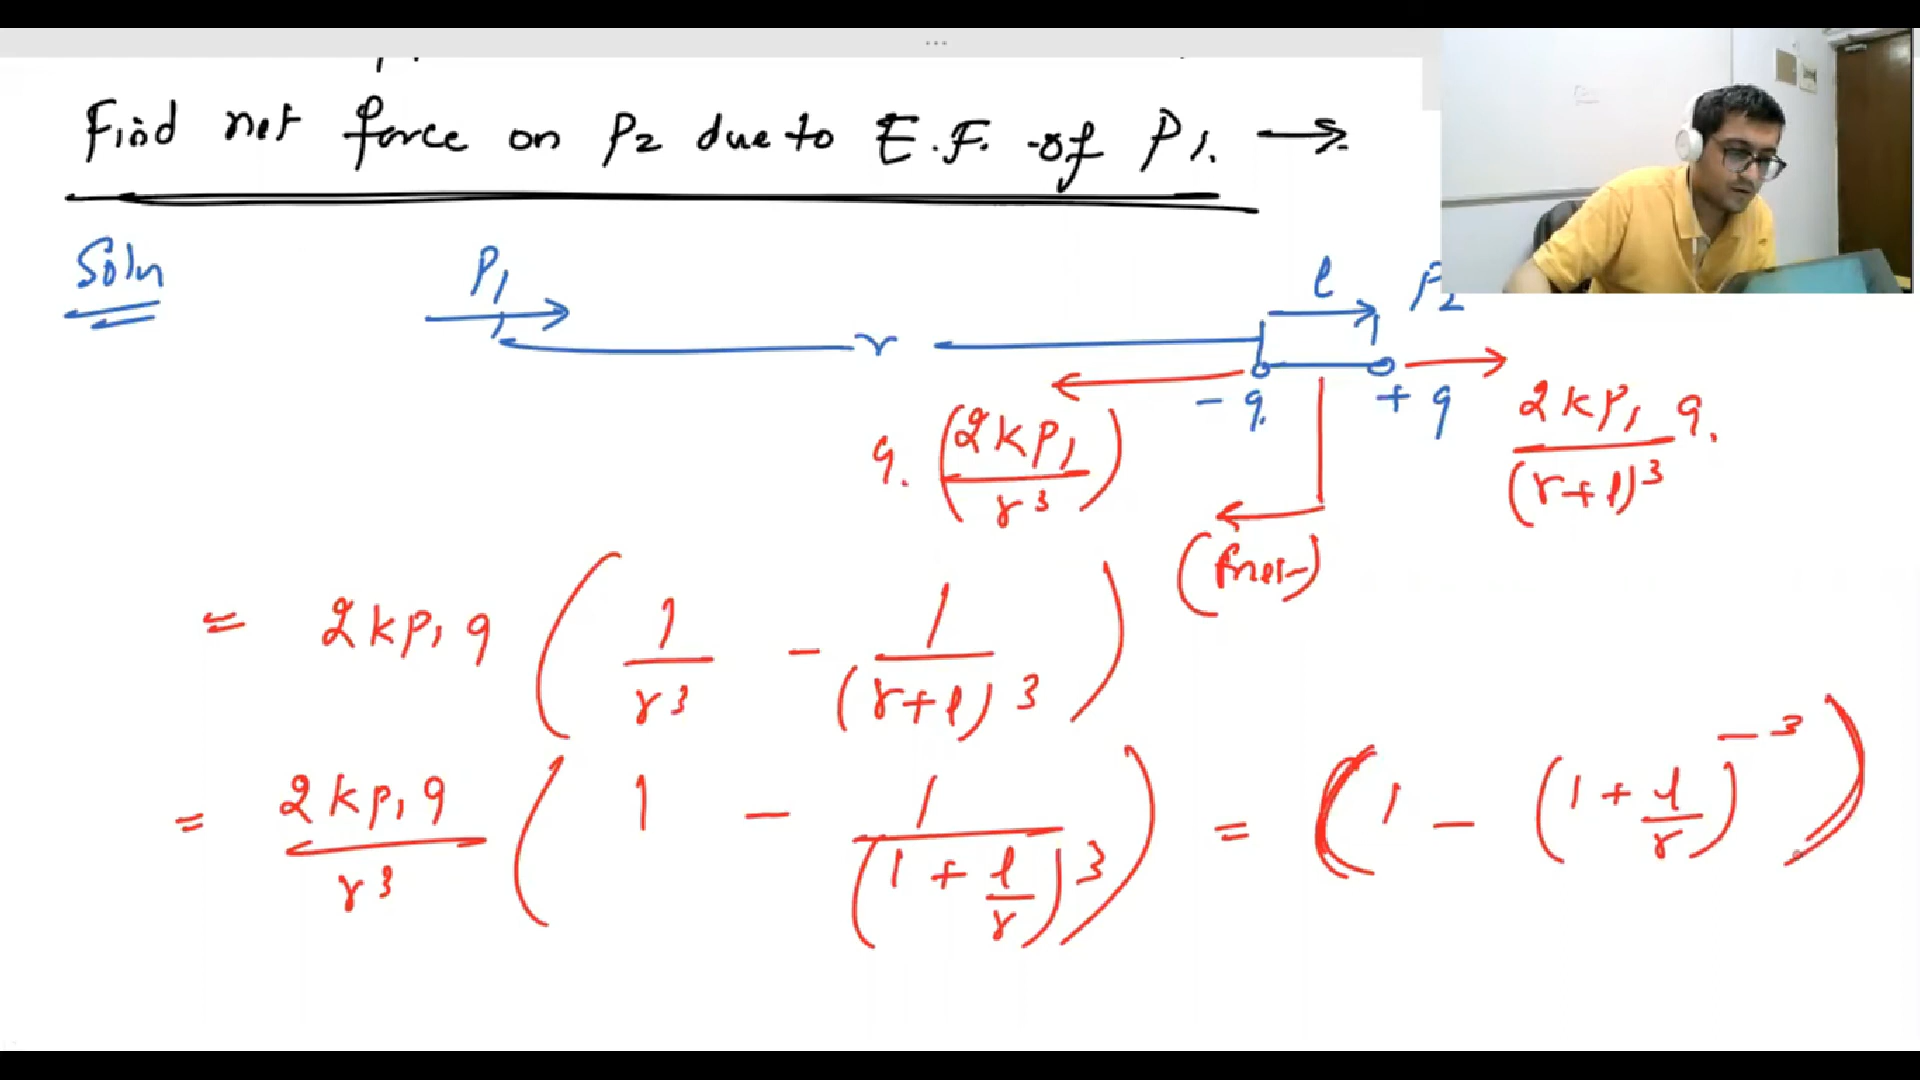 Find net force on P2 due to E.F. of P1. →
Soln
P1
l
P2
r
- q
+ q
q. (2kP1/r³)
2kP1/(r+l)³ q.
(Fnet)
= 2kP1q (1/r³ - 1/(r+l)³)
= 2kP1q/r³ (1 - 1/(1 + l/r)³) = (1 - (1 + l/r)⁻³)